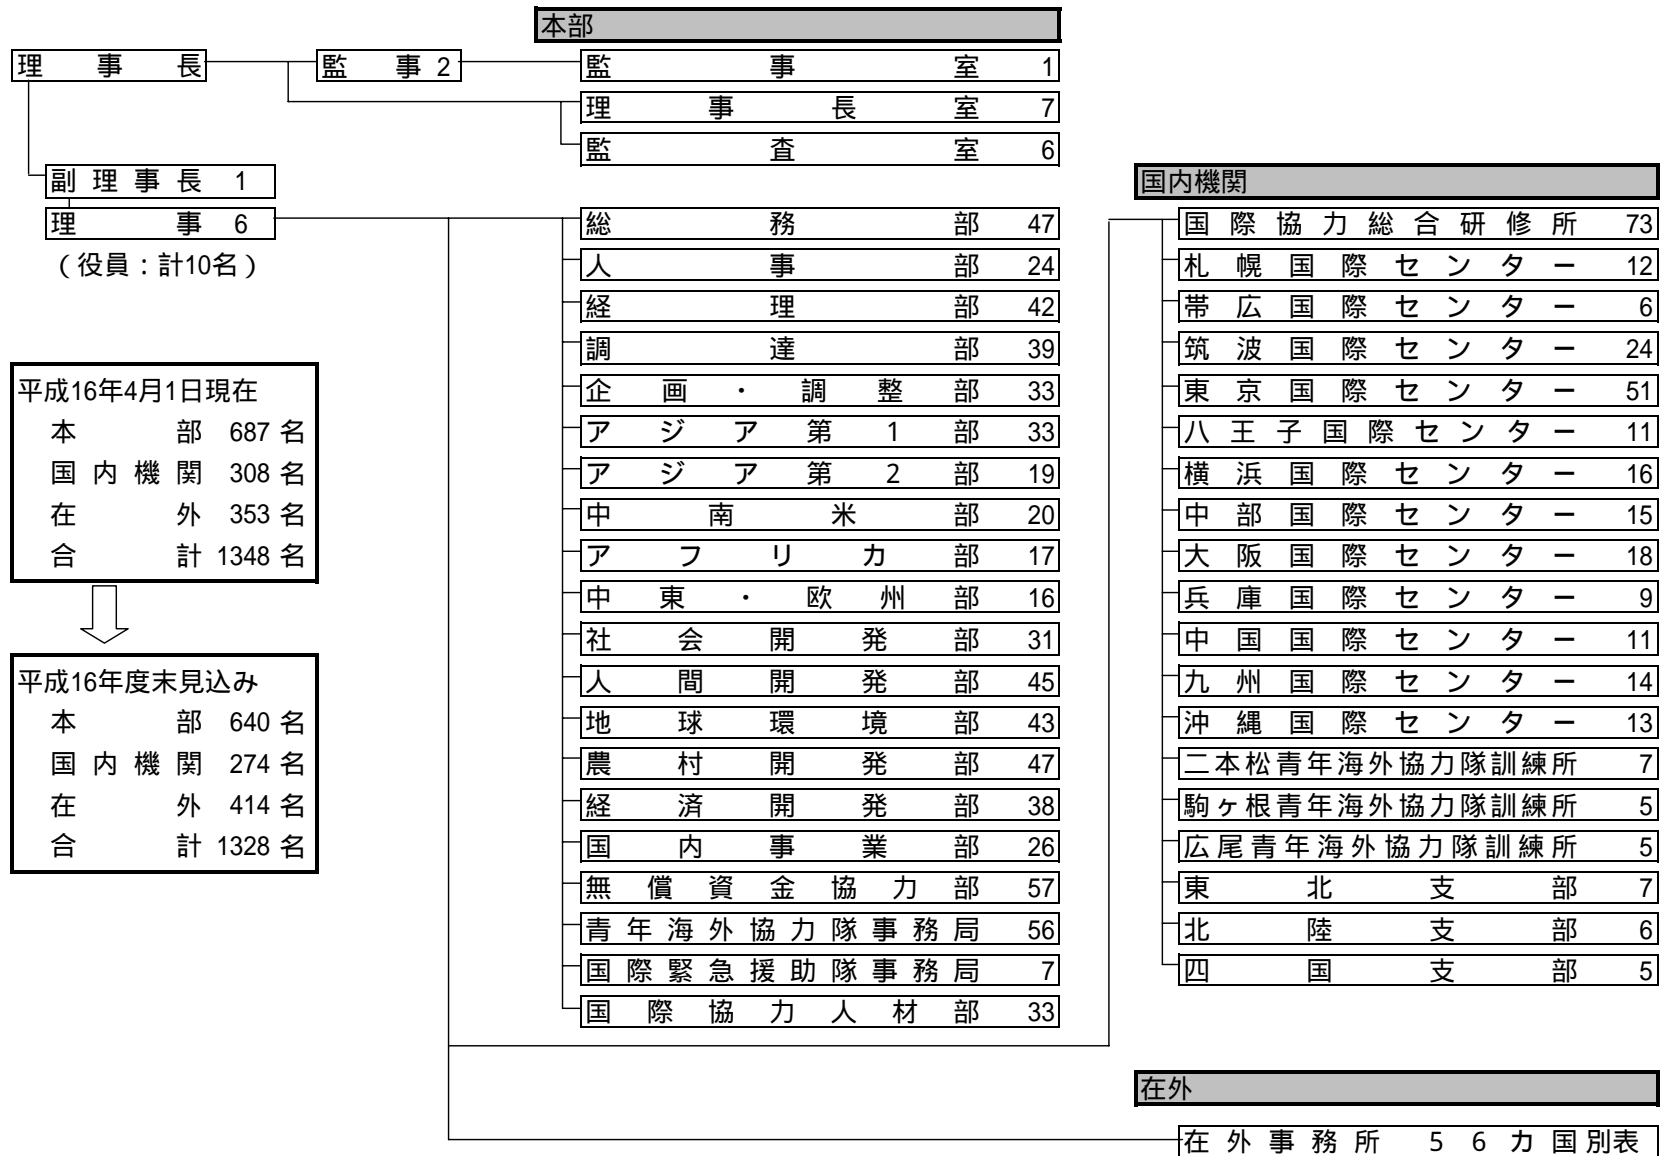 本部
理事長
監事 2
監事室 1
理事長室 7
監査室 6
副理事長 1
理事 6
(役員：計10名)
総務部 47
人事部 24
経理部 42
調達部 39
企画・調整部 33
アジア第1部 33
アジア第2部 19
中南米部 20
アフリカ部 17
中東・欧州部 16
社会開発部 31
人間開発部 45
地球環境部 43
農村開発部 47
経済開発部 38
国内事業部 26
無償資金協力部 57
青年海外協力隊事務局 56
国際緊急援助隊事務局 7
国際協力人材部 33
平成16年4月1日現在
本部 687 名
国内機関 308 名
在外 353 名
合計 1348 名
平成16年度末見込み
本部 640 名
国内機関 274 名
在外 414 名
合計 1328 名
国内機関
国際協力総合研修所 73
札幌国際センター 12
帯広国際センター 6
筑波国際センター 24
東京国際センター 51
八王子国際センター 11
横浜国際センター 16
中部国際センター 15
大阪国際センター 18
兵庫国際センター 9
中国国際センター 11
九州国際センター 14
沖縄国際センター 13
二本松青年海外協力隊訓練所 7
駒ヶ根青年海外協力隊訓練所 5
広尾青年海外協力隊訓練所 5
東北支部 7
北陸支部 6
四国支部 5
在外
在外事務所 56カ国別表